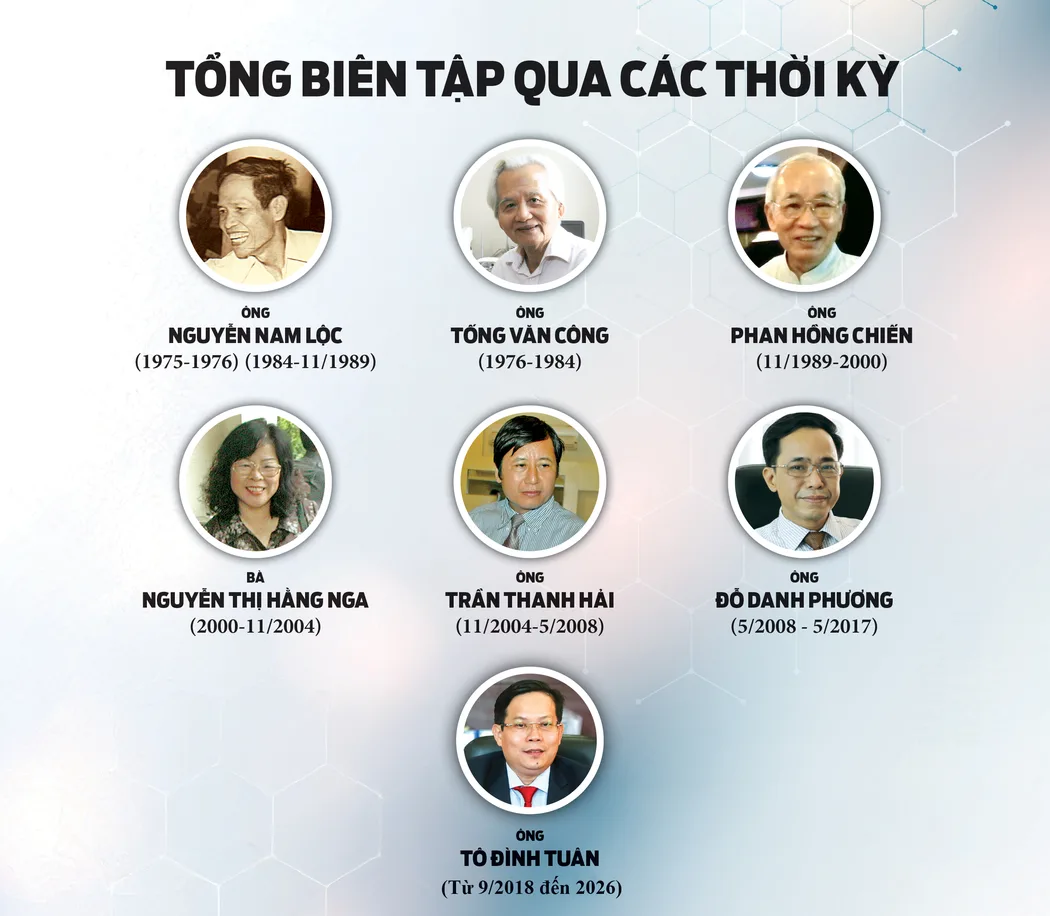 TỔNG BIÊN TẬP QUA CÁC THỜI KỲ
ÔNG
NGUYỄN NAM LỘC
(1975-1976) (1984-11/1989)
ÔNG
TỐNG VĂN CÔNG
(1976-1984)
ÔNG
PHAN HỒNG CHIẾN
(11/1989-2000)
BÀ
NGUYỄN THỊ HẰNG NGA
(2000-11/2004)
ÔNG
TRẦN THANH HẢI
(11/2004-5/2008)
ÔNG
ĐỖ DANH PHƯƠNG
(5/2008 - 5/2017)
ÔNG
TÔ ĐÌNH TUÂN
(Từ 9/2018 đến 2026)